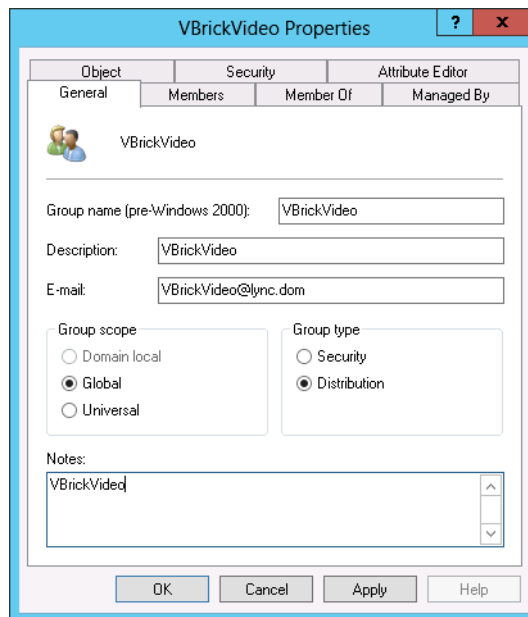 VBrickVideo Properties
? x
Object Security Attribute Editor
General Members Member Of Managed By
VBrickVideo
Group name (pre-Windows 2000): VBrickVideo
Description: VBrickVideo
E-mail: VBrickVideo@lync.dom
Group scope Group type
Domain local Security
Global Distribution
Universal
Notes:
VBrickVideo
OK Cancel Apply Help